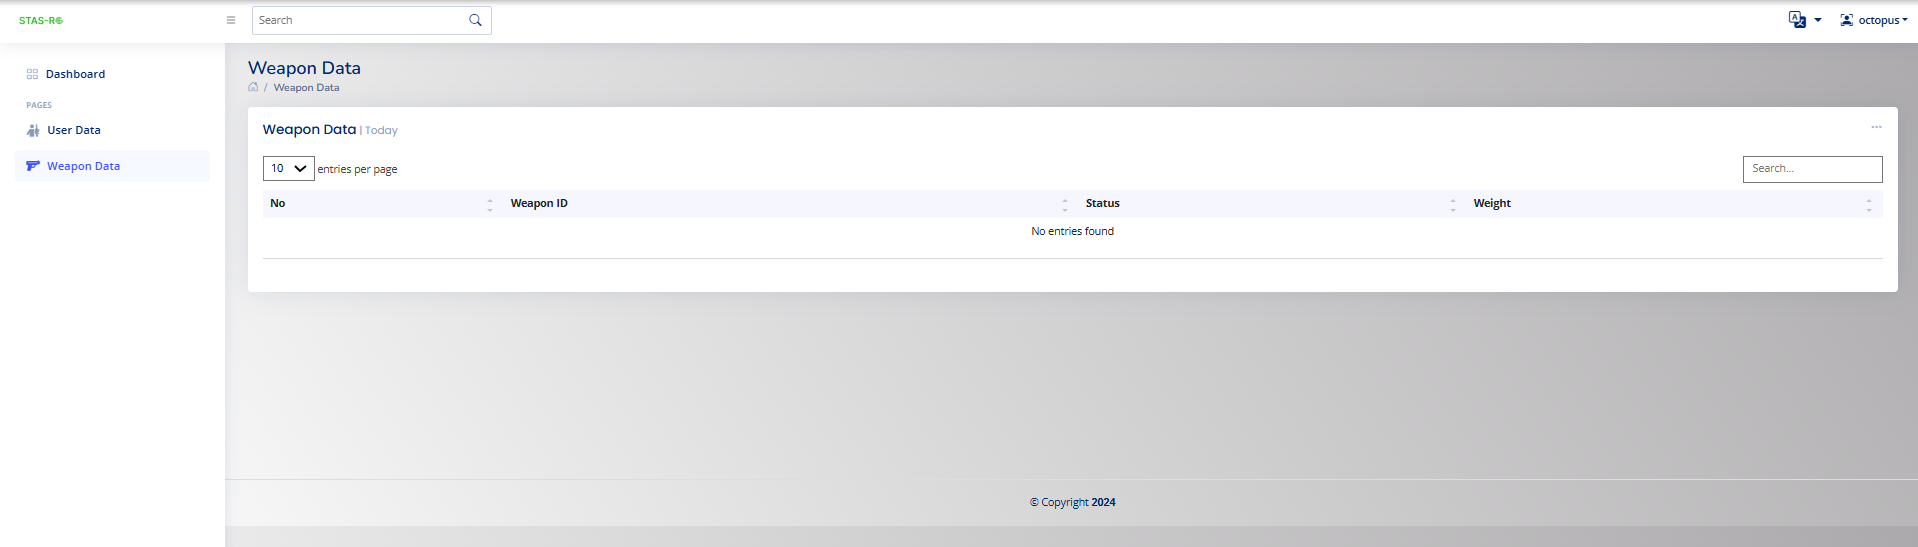 STAS-RG
Search
octopus
Dashboard
PAGES
User Data
Weapon Data
Weapon Data
/ Weapon Data
Weapon Data | Today
10 entries per page
Search...
No Weapon ID Status Weight
No entries found
© Copyright 2024